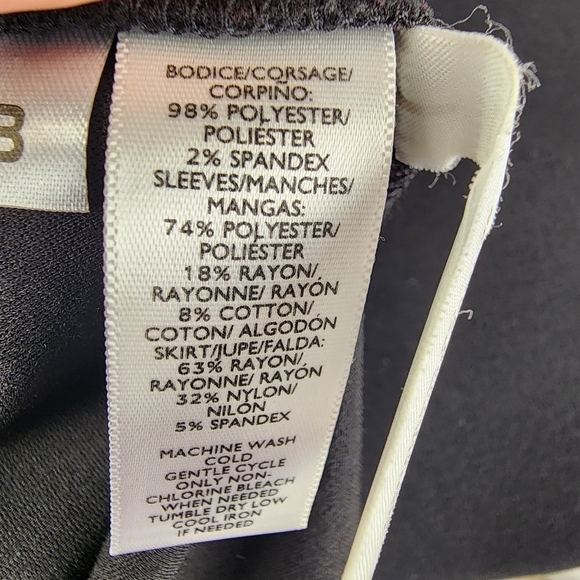 BODICE/CORSAGE/
CORPIÑO:
98% POLYESTER/
POLIÉSTER
2% SPANDEX
SLEEVES/MANCHES/
MANGAS:
74% POLYESTER/
POLIÉSTER
18% RAYON/
RAYONNE/ RAYÓN
8% COTTON/
COTON/ ALGODÓN
SKIRT/JUPE/FALDA:
63% RAYON/
RAYONNE/ RAYÓN
32% NYLON/
NILÓN
5% SPANDEX
MACHINE WASH
COLD
GENTLE CYCLE
ONLY NON-
CHLORINE BLEACH
WHEN NEEDED
TUMBLE DRY LOW
COOL IRON
IF NEEDED